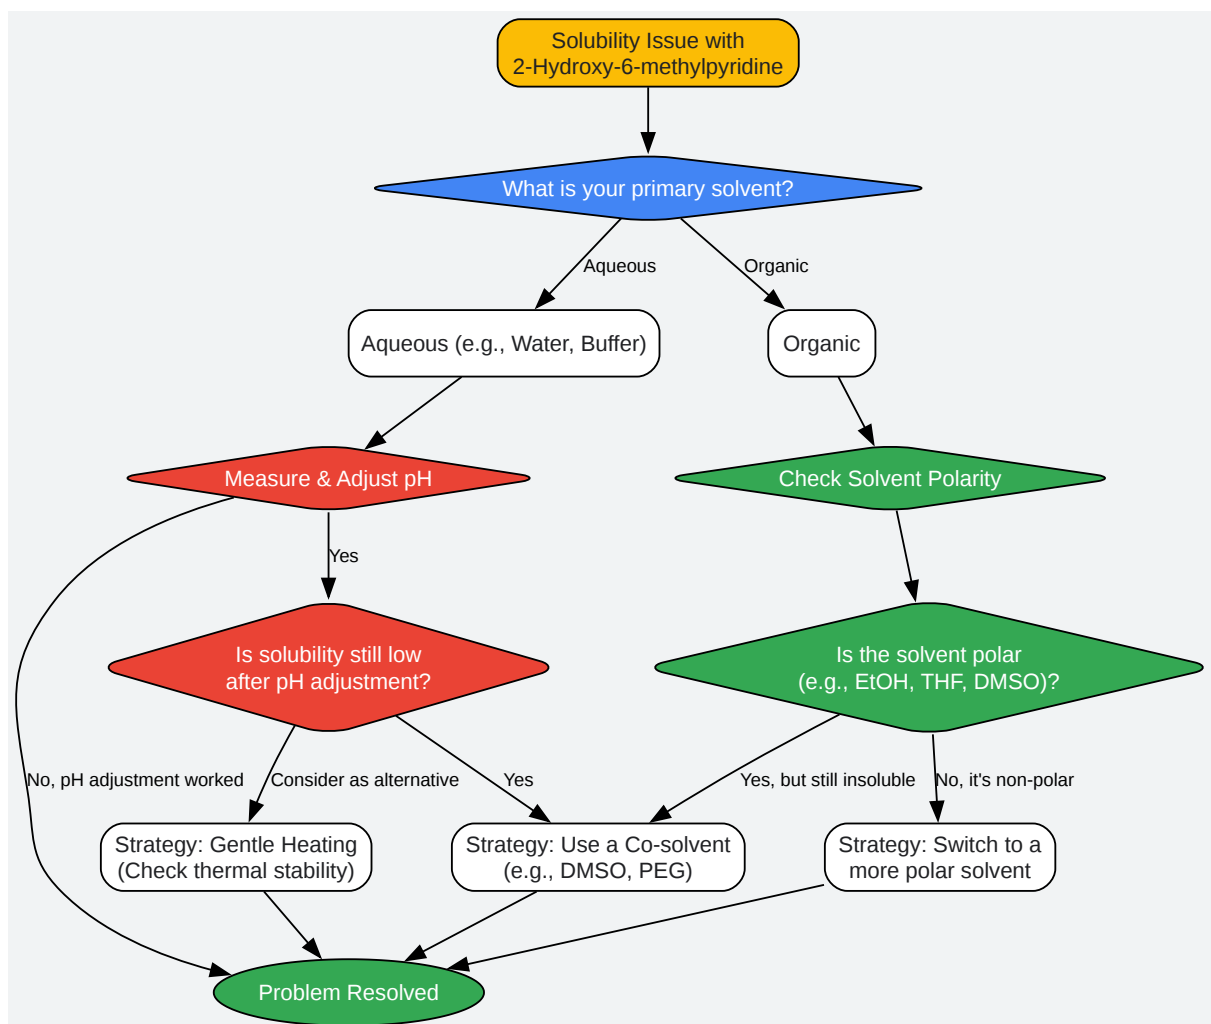 Solubility Issue with
2-Hydroxy-6-methylpyridine
What is your primary solvent?
Aqueous
Organic
Aqueous (e.g., Water, Buffer)
Organic
Measure & Adjust pH
Check Solvent Polarity
Yes
Is solubility still low
after pH adjustment?
Is the solvent polar
(e.g., EtOH, THF, DMSO)?
No, pH adjustment worked
Consider as alternative
Yes
Yes, but still insoluble
No, it's non-polar
Strategy: Gentle Heating
(Check thermal stability)
Strategy: Use a Co-solvent
(e.g., DMSO, PEG)
Strategy: Switch to a
more polar solvent
Problem Resolved